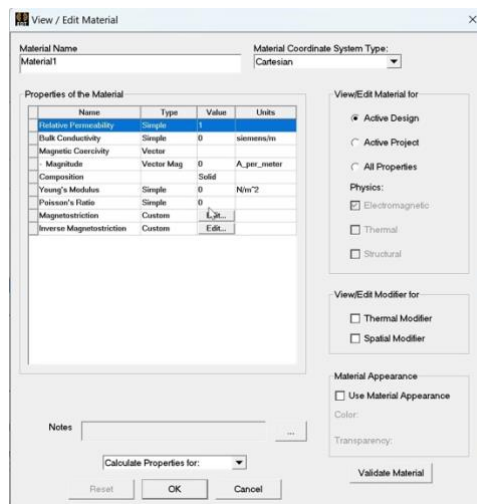 View / Edit Material
Material Name
Material Coordinate System Type:
Material1
Cartesian
Properties of the Material
Name Type Value Units
Relative Permeability Simple 1
Bulk Conductivity Simple 0 siemens/m
Magnetic Coercivity Vector
- Magnitude Vector Mag 0 A_per_meter
Composition Solid
Young's Modulus Simple 0 N/m^2
Poisson's Ratio Simple 0
Magnetostriction Custom Edit...
Inverse Magnetostriction Custom Edit...
View/Edit Material for
Active Design
Active Project
All Properties
Physics:
Electromagnetic
Thermal
Structural
View/Edit Modifier for
Thermal Modifier
Spatial Modifier
Material Appearance
Use Material Appearance
Color:
Transparency:
Notes
...
Calculate Properties for:
Validate Material
Reset
OK
Cancel